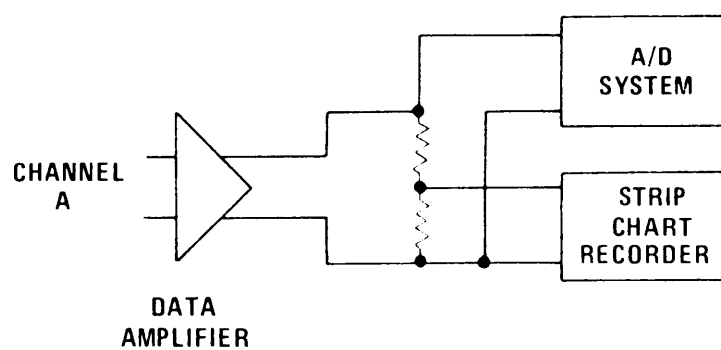 CHANNEL
A
DATA
AMPLIFIER
A/D
SYSTEM
STRIP
CHART
RECORDER